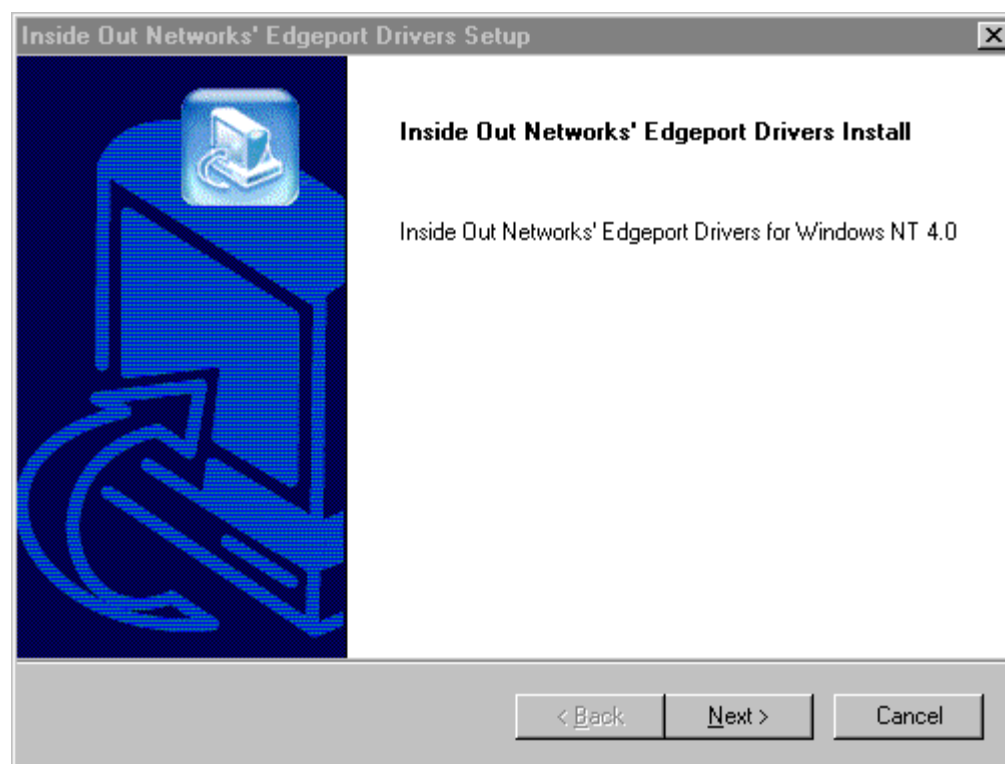 Inside Out Networks' Edgeport Drivers Setup
Inside Out Networks' Edgeport Drivers Install
Inside Out Networks' Edgeport Drivers for Windows NT 4.0
< Back
Next >
Cancel